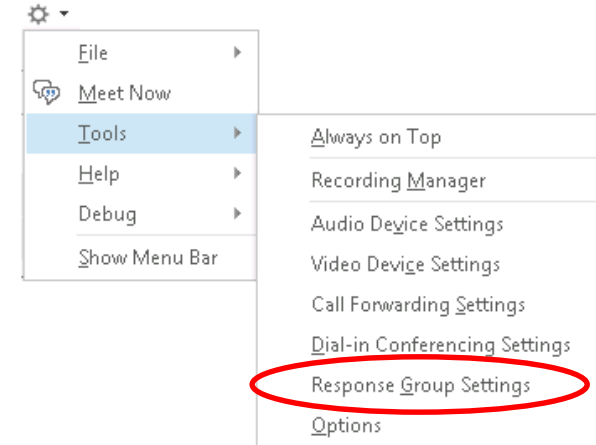 File
Meet Now
Tools
Help
Debug
Show Menu Bar
Always on Top
Recording Manager
Audio Device Settings
Video Device Settings
Call Forwarding Settings
Dial-in Conferencing Settings
Response Group Settings
Options